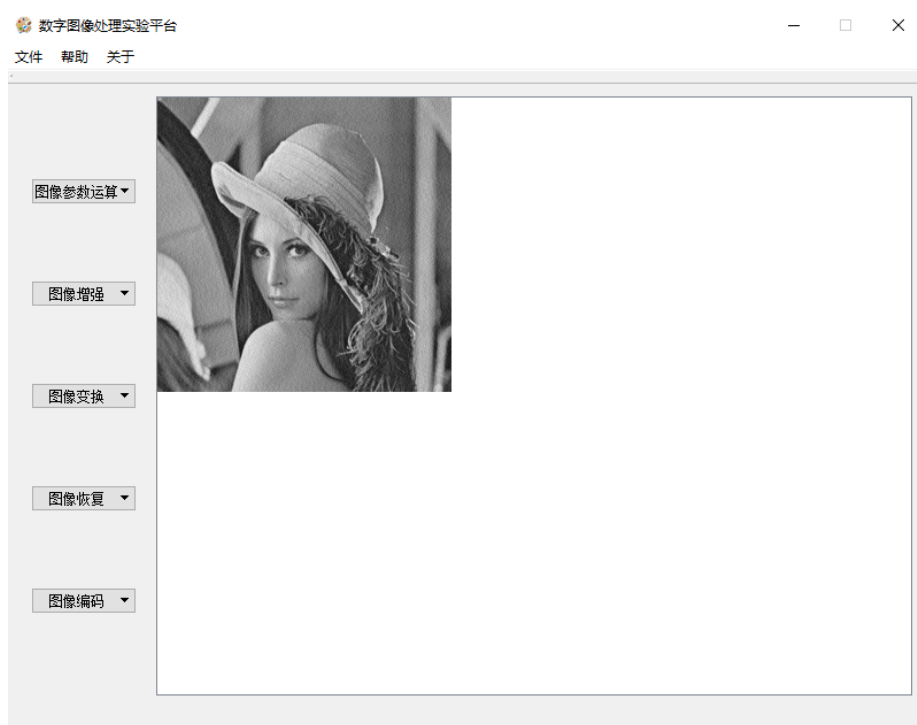 数字图像处理实验平台
文件 帮助 关于
图像参数运算
图像增强
图像变换
图像恢复
图像编码